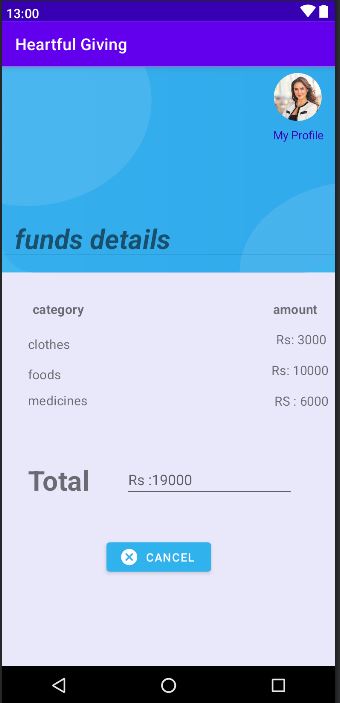 13:00
Heartful Giving
My Profile
funds details
category amount
clothes Rs: 3000
foods Rs: 10000
medicines RS : 6000
Total Rs :19000
CANCEL